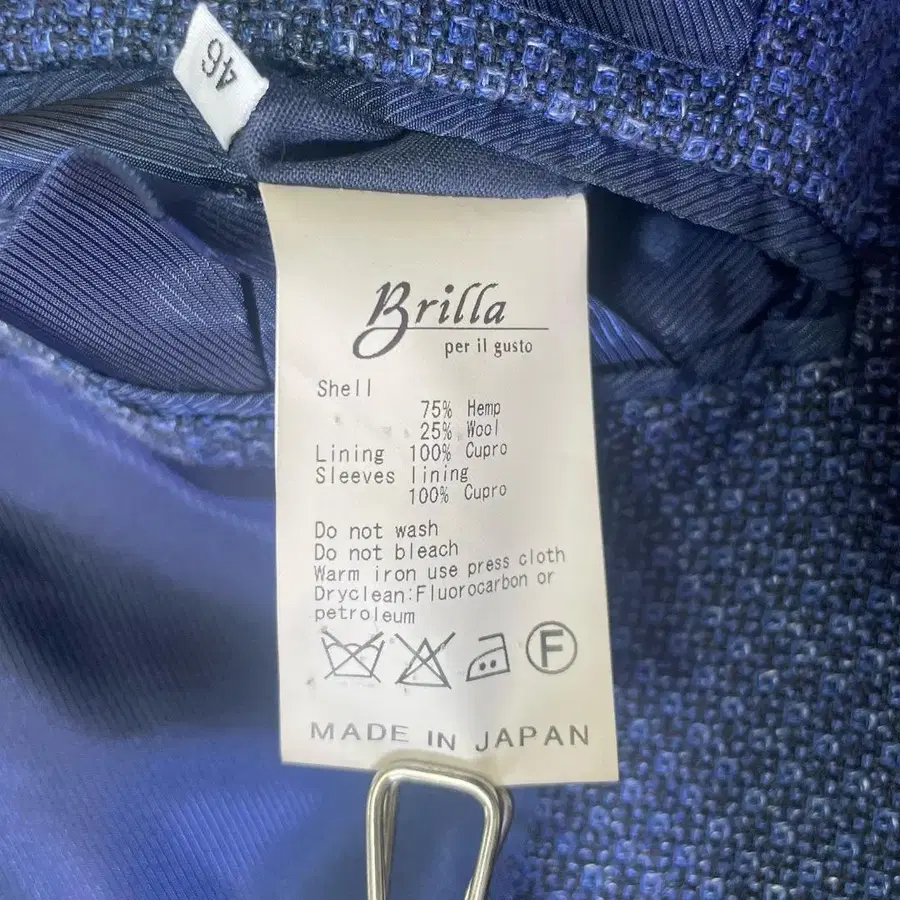 46
Brilla
per il gusto
Shell
75% Hemp
25% Wool
Lining 100% Cupro
Sleeves lining
100% Cupro
Do not wash
Do not bleach
Warm iron use press cloth
Dryclean:Fluorocarbon or
petroleum
F
MADE IN JAPAN